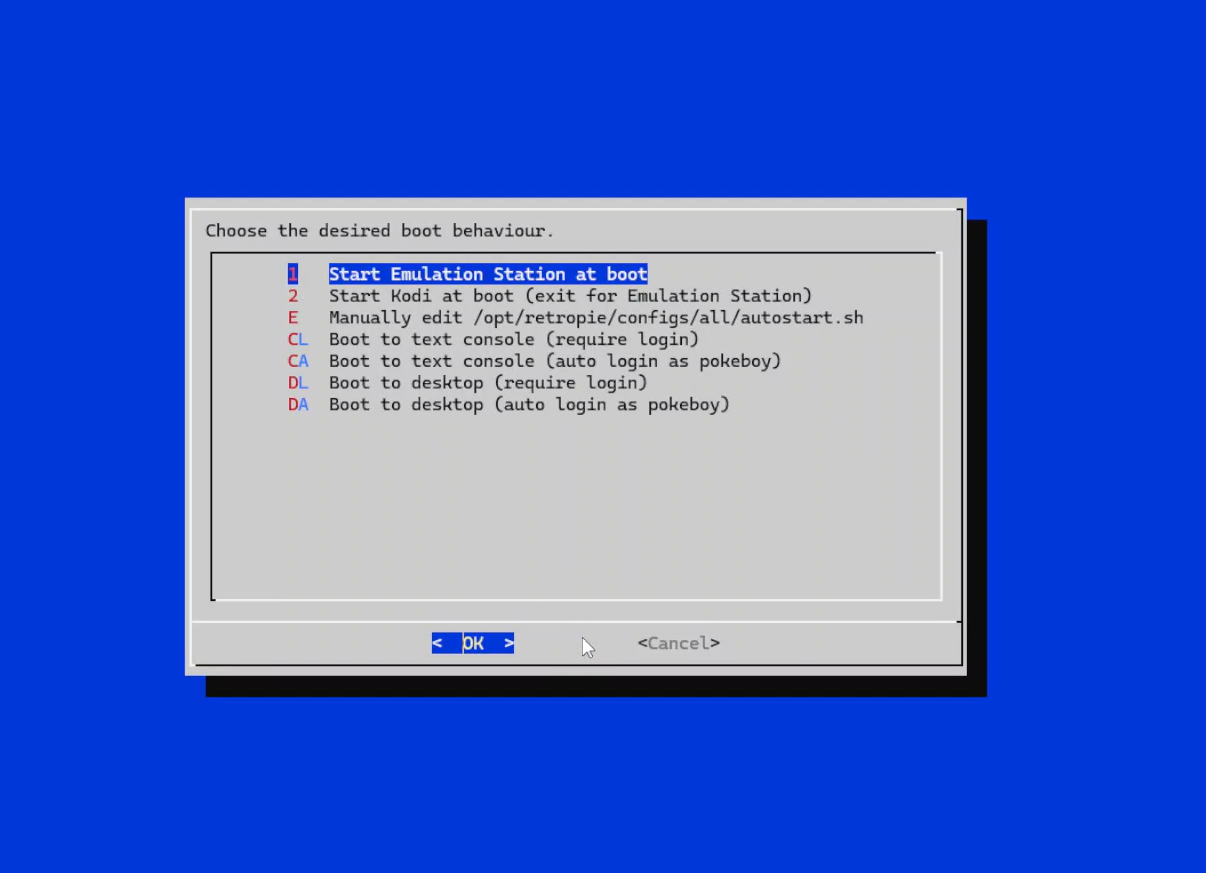 Choose the desired boot behaviour.
1 Start Emulation Station at boot
2 Start Kodi at boot (exit for Emulation Station)
E Manually edit /opt/retropie/configs/all/autostart.sh
CL Boot to text console (require login)
CA Boot to text console (auto login as pokeboy)
DL Boot to desktop (require login)
DA Boot to desktop (auto login as pokeboy)
< OK > <Cancel>